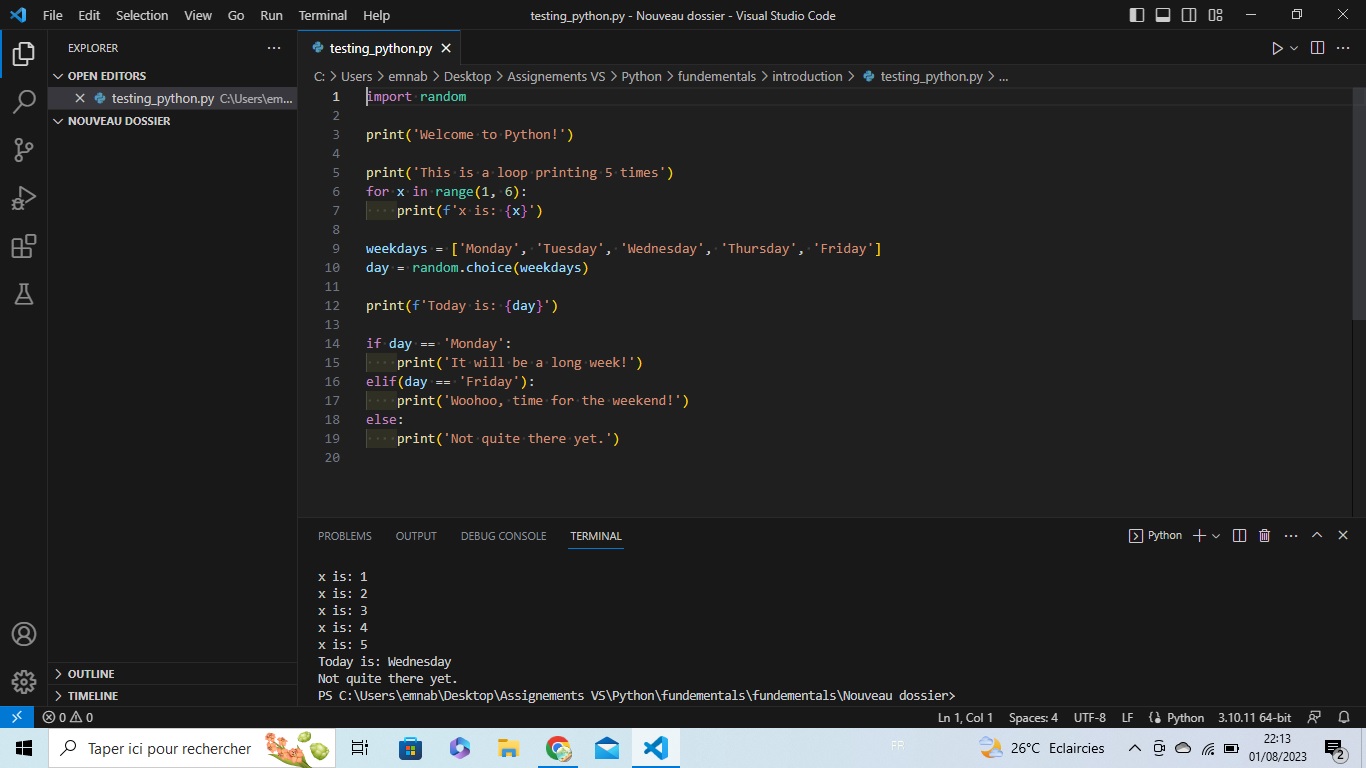 File Edit Selection View Go Run Terminal Help testing_python.py - Nouveau dossier - Visual Studio Code
EXPLORER
OPEN EDITORS
testing_python.py C:\Users\em...
NOUVEAU DOSSIER
OUTLINE
TIMELINE
testing_python.py
C: > Users > emnab > Desktop > Assignements VS > Python > fundementals > introduction > testing_python.py > ...
1 import random
2
3 print('Welcome to Python!')
4
5 print('This is a loop printing 5 times')
6 for x in range(1, 6):
7     print(f'x is: {x}')
8
9 weekdays = ['Monday', 'Tuesday', 'Wednesday', 'Thursday', 'Friday']
10 day = random.choice(weekdays)
11
12 print(f'Today is: {day}')
13
14 if day == 'Monday':
15     print('It will be a long week!')
16 elif(day == 'Friday'):
17     print('Woohoo, time for the weekend!')
18 else:
19     print('Not quite there yet.')
20
PROBLEMS OUTPUT DEBUG CONSOLE TERMINAL Python
x is: 1
x is: 2
x is: 3
x is: 4
x is: 5
Today is: Wednesday
Not quite there yet.
PS C:\Users\emnab\Desktop\Assignements VS\Python\fundementals\fundementals\Nouveau dossier>
0 0 Ln 1, Col 1 Spaces: 4 UTF-8 LF Python 3.10.11 64-bit
Taper ici pour rechercher FR 26°C Eclaircies 22:13
01/08/2023 2